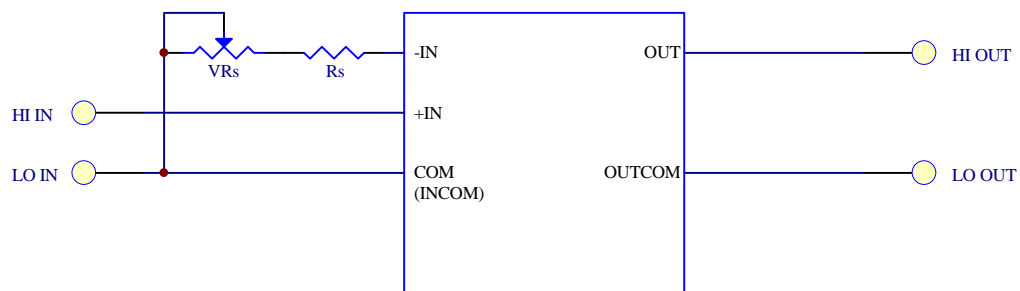 -IN
OUT
HI OUT
VRs
Rs
HI IN
+IN
LO IN
COM
(INCOM)
OUTCOM
LO OUT